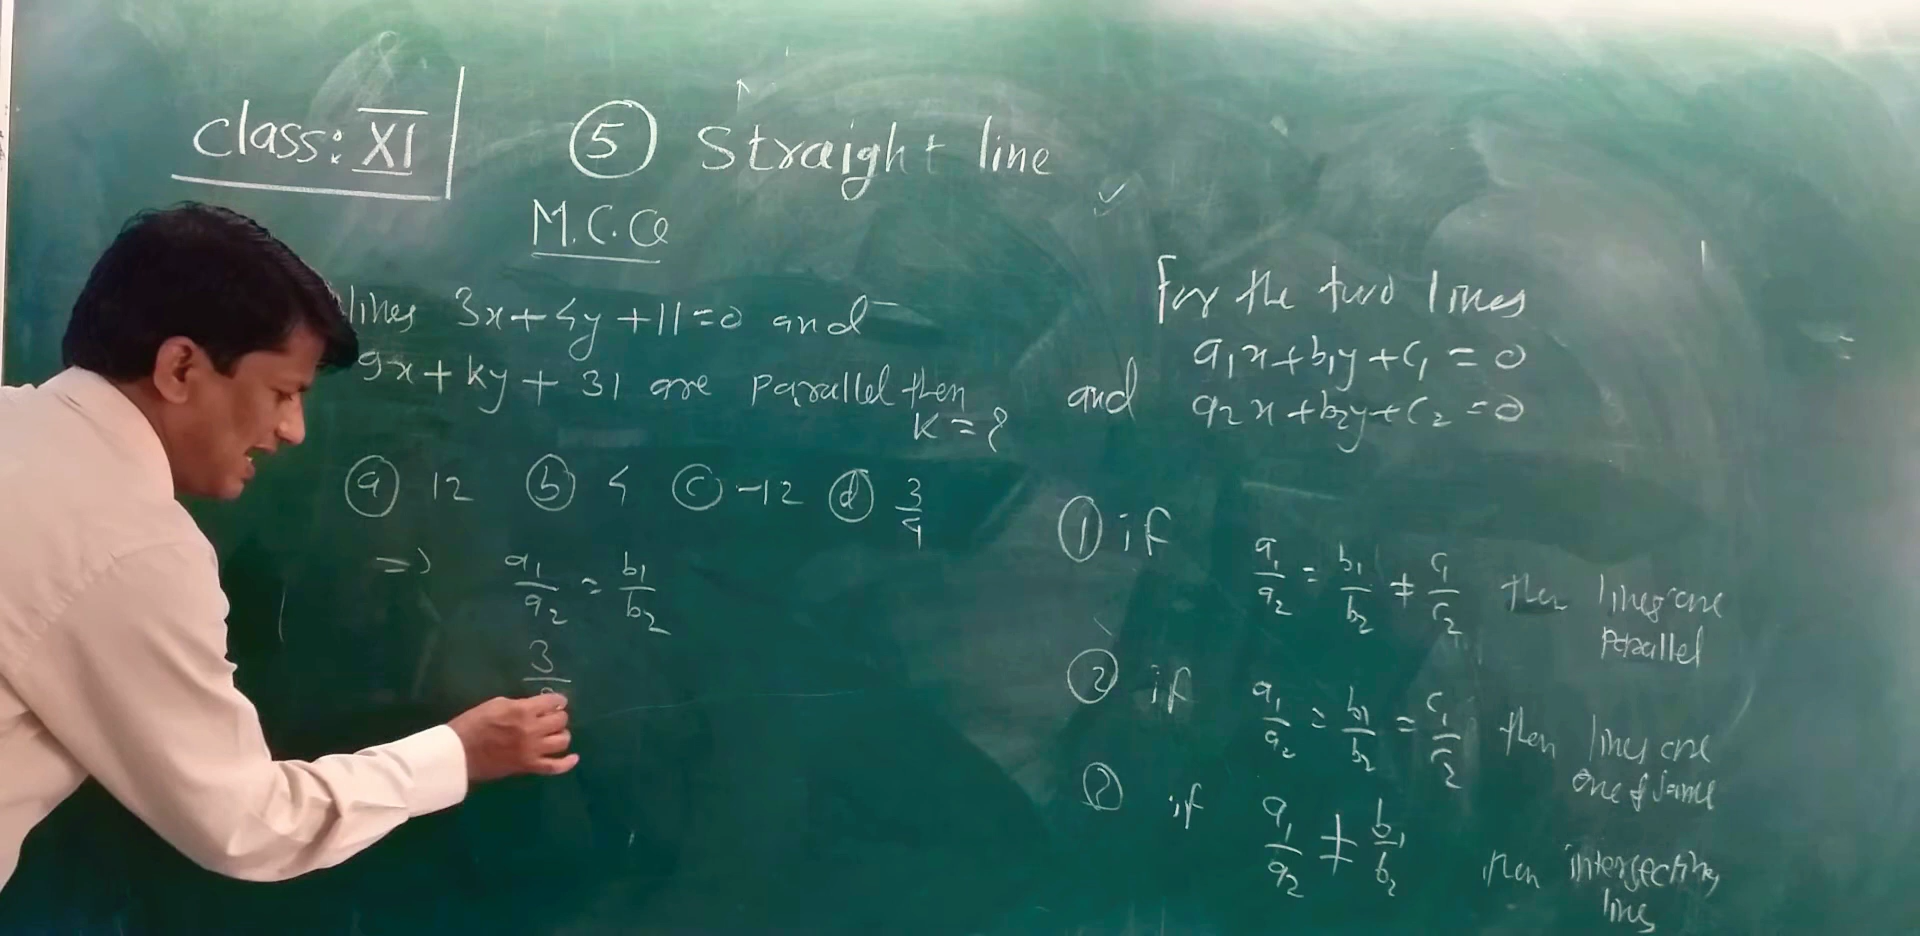 class: XI
⑤ Straight line
M.C.Q
lines 3x+4y+11=0 and
9x+ky+31 are parallel then
K=?
ⓐ 12 ⓑ 4 ⓒ -12 ⓓ 3/4
=> a1/a2 = b1/b2
3
For the two lines
a1x+b1y+c1=0
and a2x+b2y+c2=0
① if a1/a2 = b1/b2 ≠ c1/c2 then lines are
parallel
② if a1/a2 = b1/b2 = c1/c2 then lines are
one & same
if a1/a2 ≠ b1/b2 then intersecting
lines